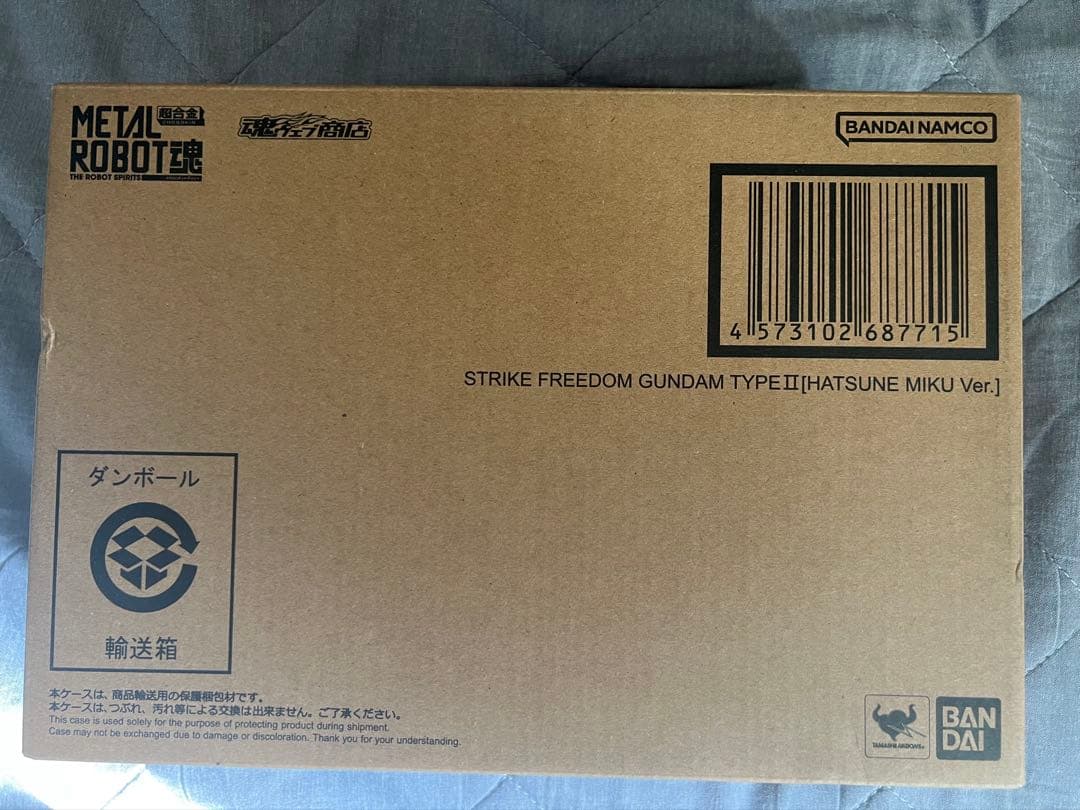 METAL 超合金
ROBOT魂
THE ROBOT SPIRITS
魂ウェブ商店
BANDAI NAMCO
4 573102 687715
STRIKE FREEDOM GUNDAM TYPEⅡ[HATSUNE MIKU Ver.]
ダンボール
輸送箱
本ケースは、商品輸送用の保護梱包材です。
本ケースは、つぶれ、汚れ等による交換は出来ません。ご了承ください。
This case is used solely for the purpose of protecting product during shipment.
Case may not be exchanged due to damage or discoloration. Thank you for your understanding.
TAMASHII NATIONS
BAN
DAI